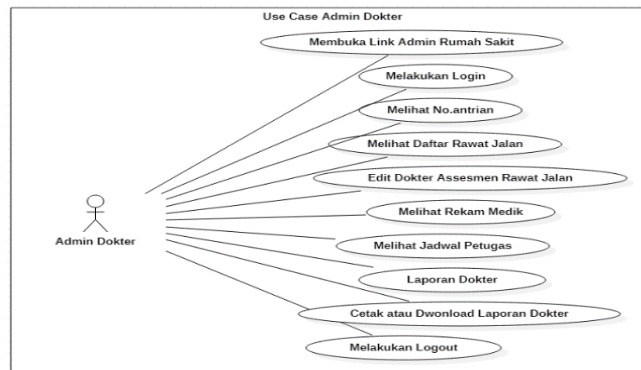 Use Case Admin Dokter
Membuka Link Admin Rumah Sakit
Melakukan Login
Melihat No.antrian
Melihat Daftar Rawat Jalan
Edit Dokter Assesmen Rawat Jalan
Melihat Rekam Medik
Admin Dokter
Melihat Jadwal Petugas
Laporan Dokter
Cetak atau Dwonload Laporan Dokter
Melakukan Logout